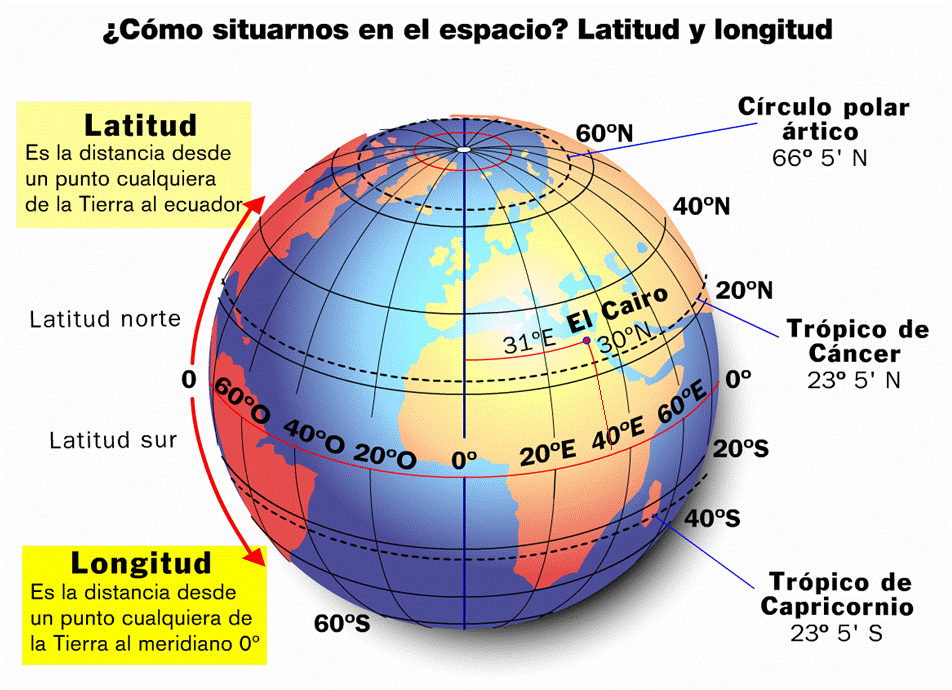 ¿Cómo situarnos en el espacio? Latitud y longitud
Latitud
Es la distancia desde
un punto cualquiera
de la Tierra al ecuador
Círculo polar
ártico
66º 5' N
60ºN
40ºN
20ºN
El Cairo
31ºE
30ºN
Latitud norte
Trópico de
Cáncer
23º 5' N
0
0º
60ºO
40ºO
20ºO
0º
20ºE
40ºE
60ºE
Latitud sur
20ºS
40ºS
60ºS
Longitud
Es la distancia desde
un punto cualquiera de
la Tierra al meridiano 0º
Trópico de
Capricornio
23º 5' S